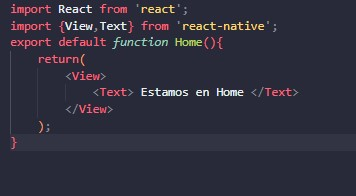 import React from 'react';
import {View,Text} from 'react-native';
export default function Home(){
    return(
        <View>
            <Text> Estamos en Home </Text>
        </View>
    );
}